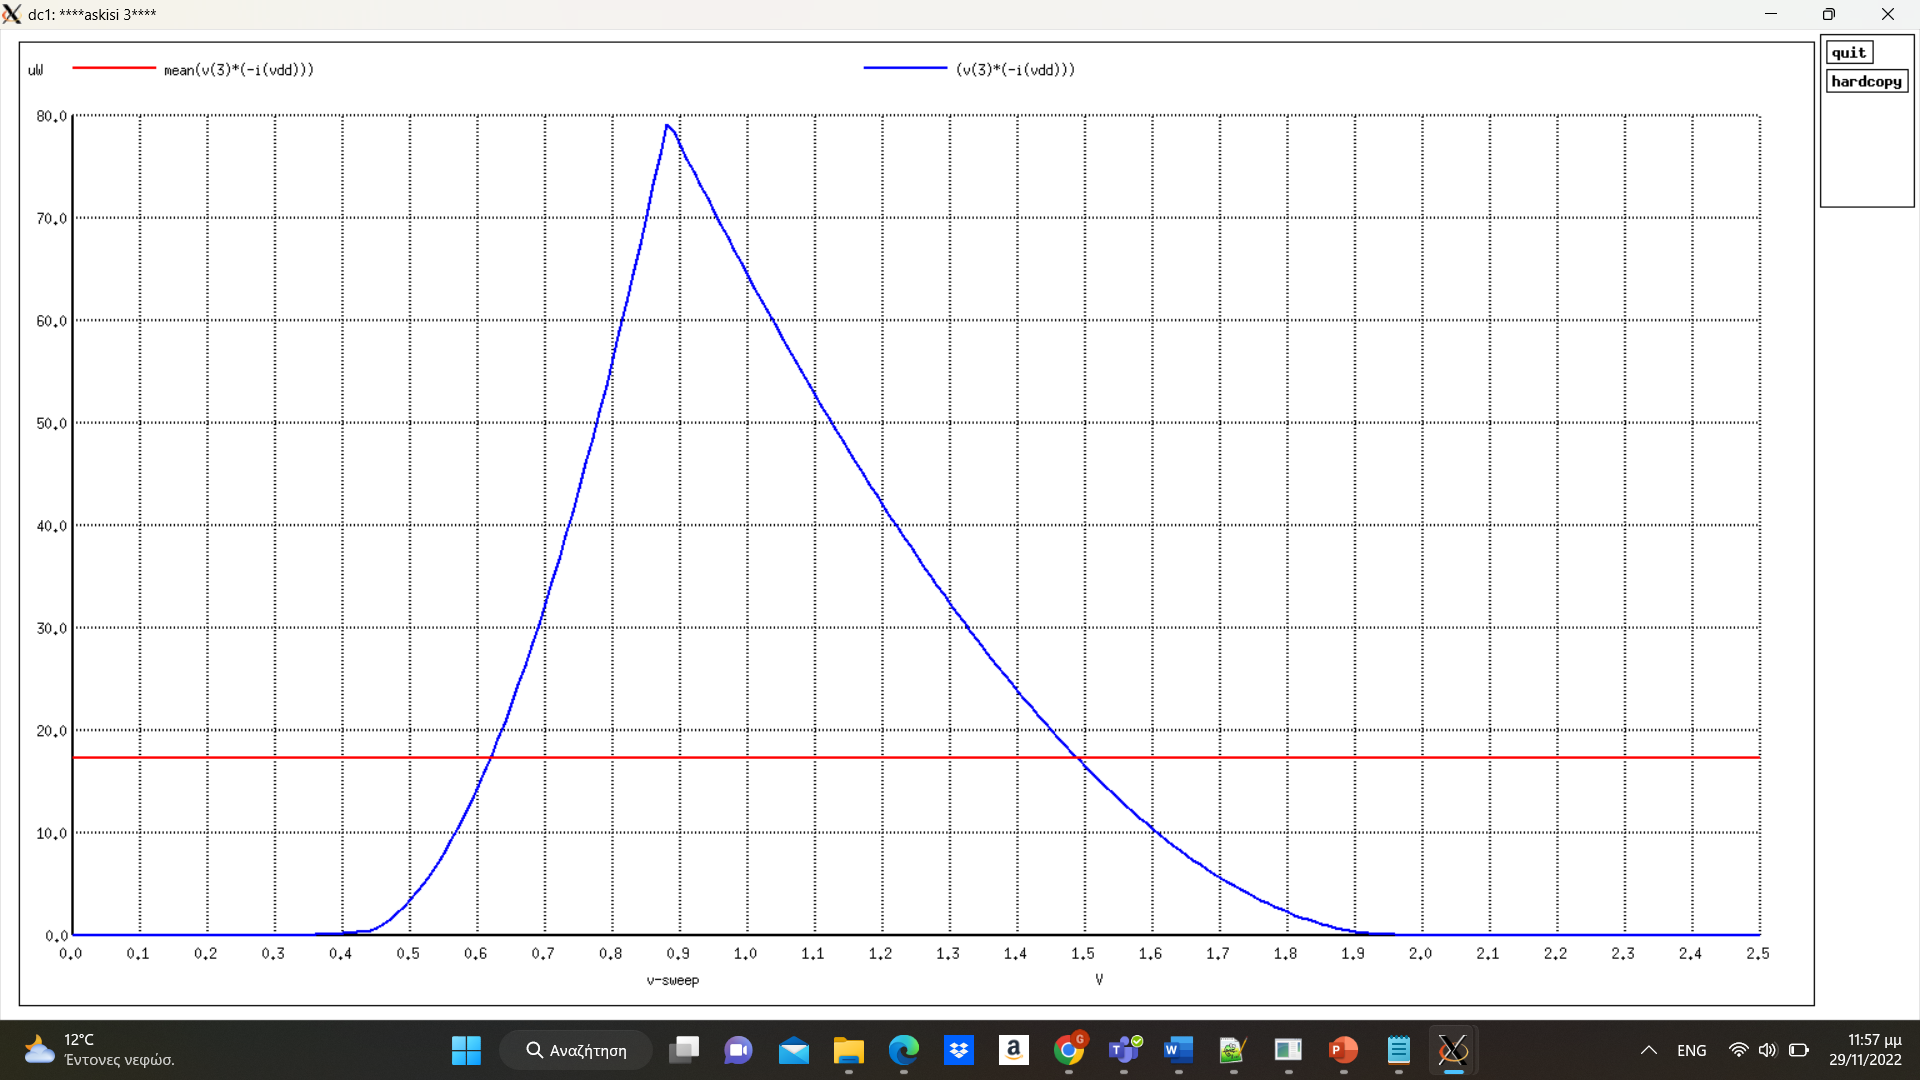 dc1: ****askisi 3****
quit
hardcopy
uW
mean(v(3)*(-i(vdd)))
(v(3)*(-i(vdd)))
80.0
70.0
60.0
50.0
40.0
30.0
20.0
10.0
0.0
0.0 0.1 0.2 0.3 0.4 0.5 0.6 0.7 0.8 0.9 1.0 1.1 1.2 1.3 1.4 1.5 1.6 1.7 1.8 1.9 2.0 2.1 2.2 2.3 2.4 2.5
v-sweep V
12°C
Έντονες νεφώσ.
Αναζήτηση
ENG
11:57 μμ
29/11/2022